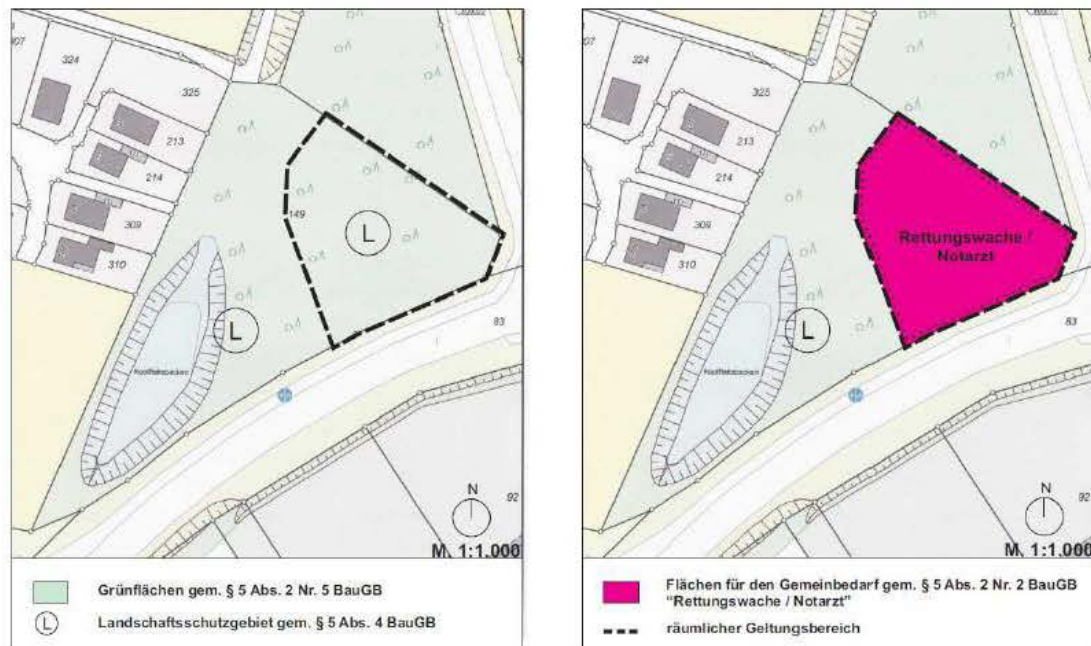 324
325
213
214
309
310
149
L
L
83
92
N
M. 1:1.000
Grünflächen gem. § 5 Abs. 2 Nr. 5 BauGB
L Landschaftsschutzgebiet gem. § 5 Abs. 4 BauGB
324
325
213
214
309
310
Rettungswache /
Notarzt
L
83
92
N
M. 1:1.000
Flächen für den Gemeinbedarf gem. § 5 Abs. 2 Nr. 2 BauGB
"Rettungswache / Notarzt"
räumlicher Geltungsbereich